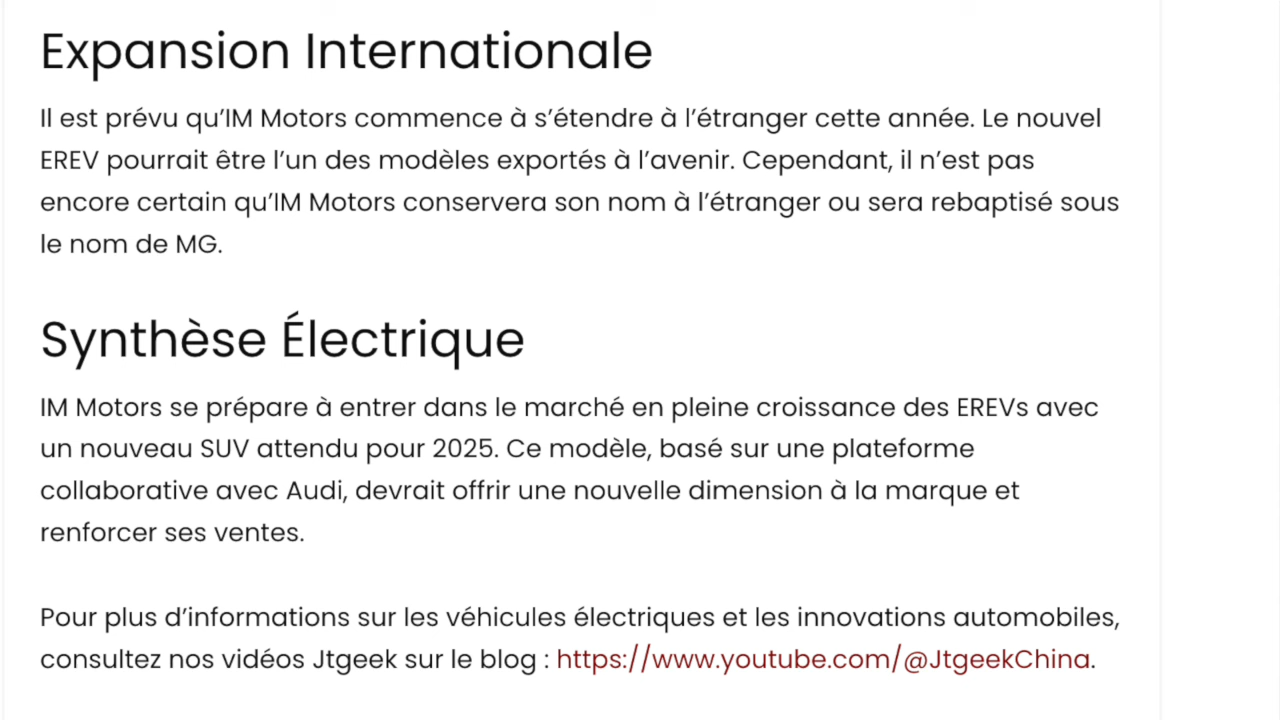 Expansion Internationale
Il est prévu qu’IM Motors commence à s’étendre à l’étranger cette année. Le nouvel
EREV pourrait être l’un des modèles exportés à l’avenir. Cependant, il n’est pas
encore certain qu’IM Motors conservera son nom à l’étranger ou sera rebaptisé sous
le nom de MG.
Synthèse Électrique
IM Motors se prépare à entrer dans le marché en pleine croissance des EREVs avec
un nouveau SUV attendu pour 2025. Ce modèle, basé sur une plateforme
collaborative avec Audi, devrait offrir une nouvelle dimension à la marque et
renforcer ses ventes.
Pour plus d’informations sur les véhicules électriques et les innovations automobiles,
consultez nos vidéos Jtgeek sur le blog : https://www.youtube.com/@JtgeekChina.